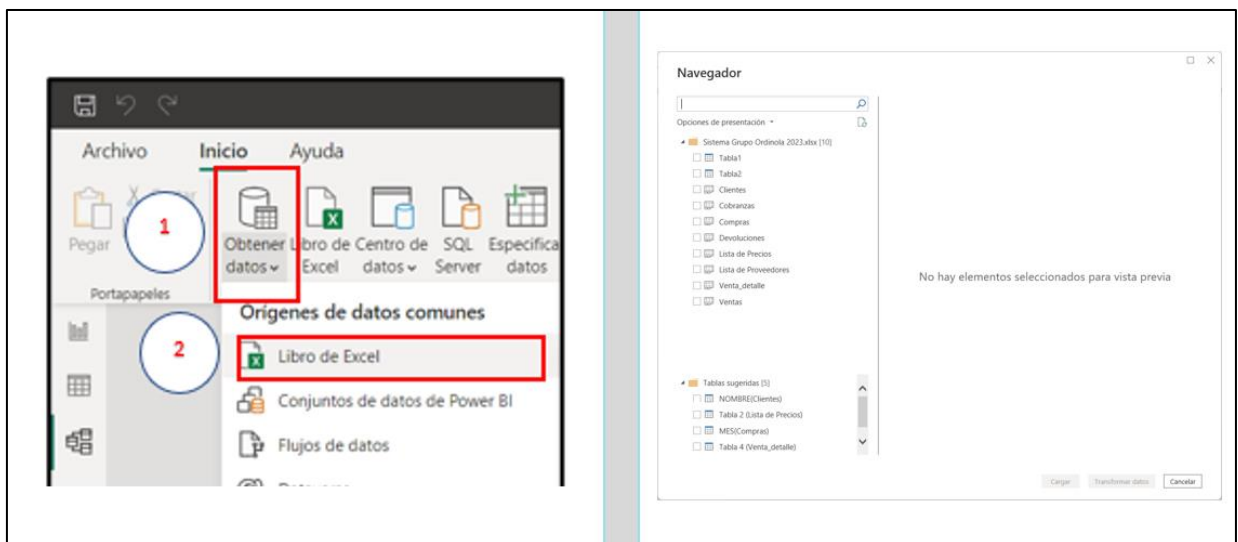 Archivo Inicio Ayuda
1
Pegar
Obtener datos
Libro de Excel
Centro de datos
SQL Server
Especifica datos
Portapapeles
Orígenes de datos comunes
2
Libro de Excel
Conjuntos de datos de Power BI
Flujos de datos
Navegador
Opciones de presentación
Sistema Grupo Ordinola 2023.xlsx [10]
Tabla1
Tabla2
Clientes
Cobranzas
Compras
Devoluciones
Lista de Precios
Lista de Proveedores
Venta_detalle
Ventas
No hay elementos seleccionados para vista previa
Tablas sugeridas [5]
NOMBRE(Clientes)
Tabla 2 (Lista de Precios)
MES(Compras)
Tabla 4 (Venta_detalle)
Cargar Transformar datos Cancelar